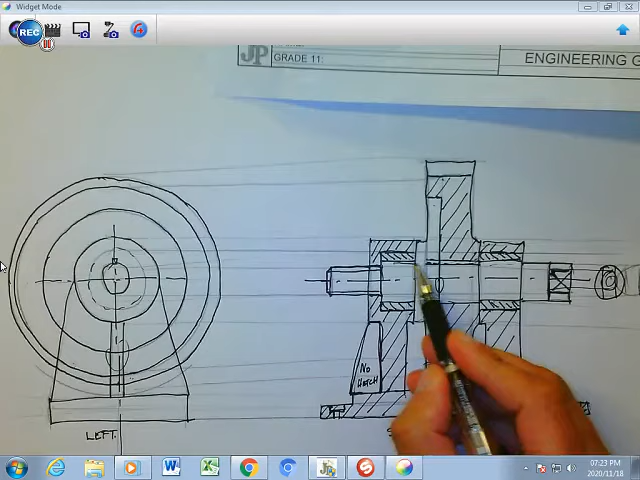 Widget Mode
REC
JP
GRADE 11:
ENGINEERING G
NO
HATCH
LEFT
07:23 PM
2020/11/18